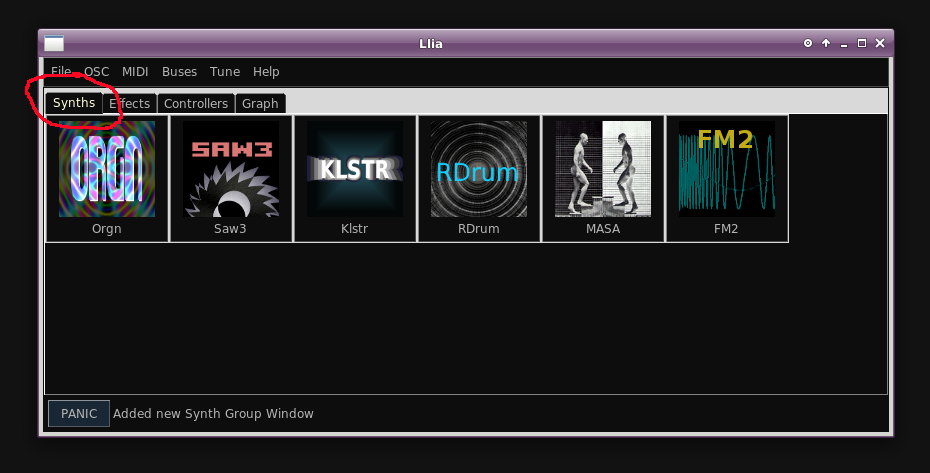 Llia
File OSC MIDI Buses Tune Help
Synths Effects Controllers Graph
ORGN SAW3 KLSTR RDrum FM2
Orgn Saw3 Klstr RDrum MASA FM2
PANIC Added new Synth Group Window